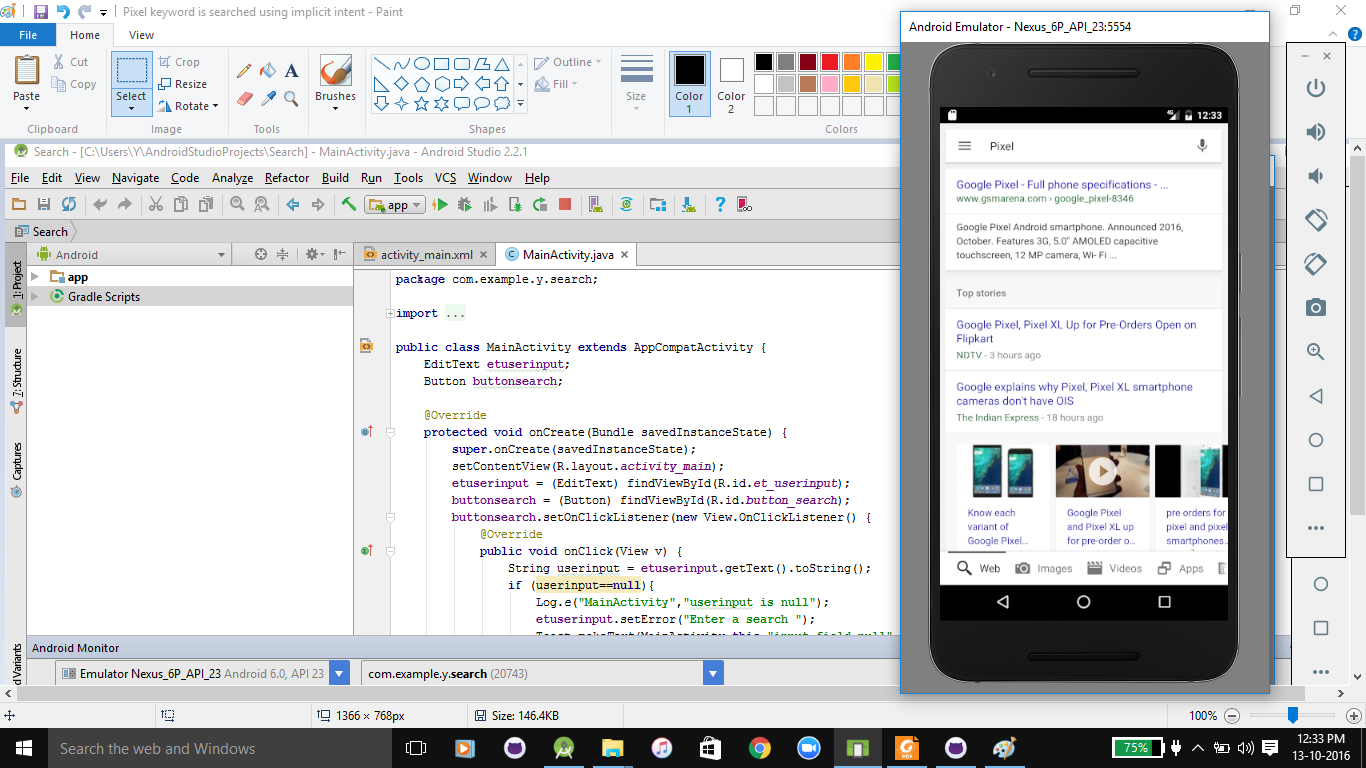 Pixel keyword is searched using implicit intent - Paint
File
Home
View
Paste
Cut
Copy
Clipboard
Select
Crop
Resize
Rotate
Image
Tools
Brushes
Outline
Fill
Shapes
Size
Color
1
Color
2
Colors
Search - [C:\Users\Y\AndroidStudioProjects\Search] - MainActivity.java - Android Studio 2.2.1
File Edit View Navigate Code Analyze Refactor Build Run Tools VCS Window Help
app
Search
Android
activity_main.xml
MainActivity.java
1: Project
7: Structure
Captures
d Variants
app
Gradle Scripts
package com.example.y.search;
import ...
public class MainActivity extends AppCompatActivity {
EditText etuserinput;
Button buttonsearch;
@Override
protected void onCreate(Bundle savedInstanceState) {
super.onCreate(savedInstanceState);
setContentView(R.layout.activity_main);
etuserinput = (EditText) findViewById(R.id.et_userinput);
buttonsearch = (Button) findViewById(R.id.button_search);
buttonsearch.setOnClickListener(new View.OnClickListener() {
@Override
public void onClick(View v) {
String userinput = etuserinput.getText().toString();
if (userinput==null){
Log.e("MainActivity","userinput is null");
etuserinput.setError("Enter a search ");
Android Monitor
Emulator Nexus_6P_API_23 Android 6.0, API 23
com.example.y.search (20743)
Android Emulator - Nexus_6P_API_23:5554
12:33
Pixel
Google Pixel - Full phone specifications - ...
www.gsmarena.com › google_pixel-8346
Google Pixel Android smartphone. Announced 2016,
October. Features 3G, 5.0" AMOLED capacitive
touchscreen, 12 MP camera, Wi- Fi ...
Top stories
Google Pixel, Pixel XL Up for Pre-Orders Open on
Flipkart
NDTV - 3 hours ago
Google explains why Pixel, Pixel XL smartphone
cameras don't have OIS
The Indian Express - 18 hours ago
Know each
variant of
Google Pixel...
Google Pixel
and Pixel XL up
for pre-order o...
pre orders for
pixel and pixel
smartphones...
Web
Images
Videos
Apps
1366 × 768px
Size: 146.4KB
100%
Search the web and Windows
75%
12:33 PM
13-10-2016